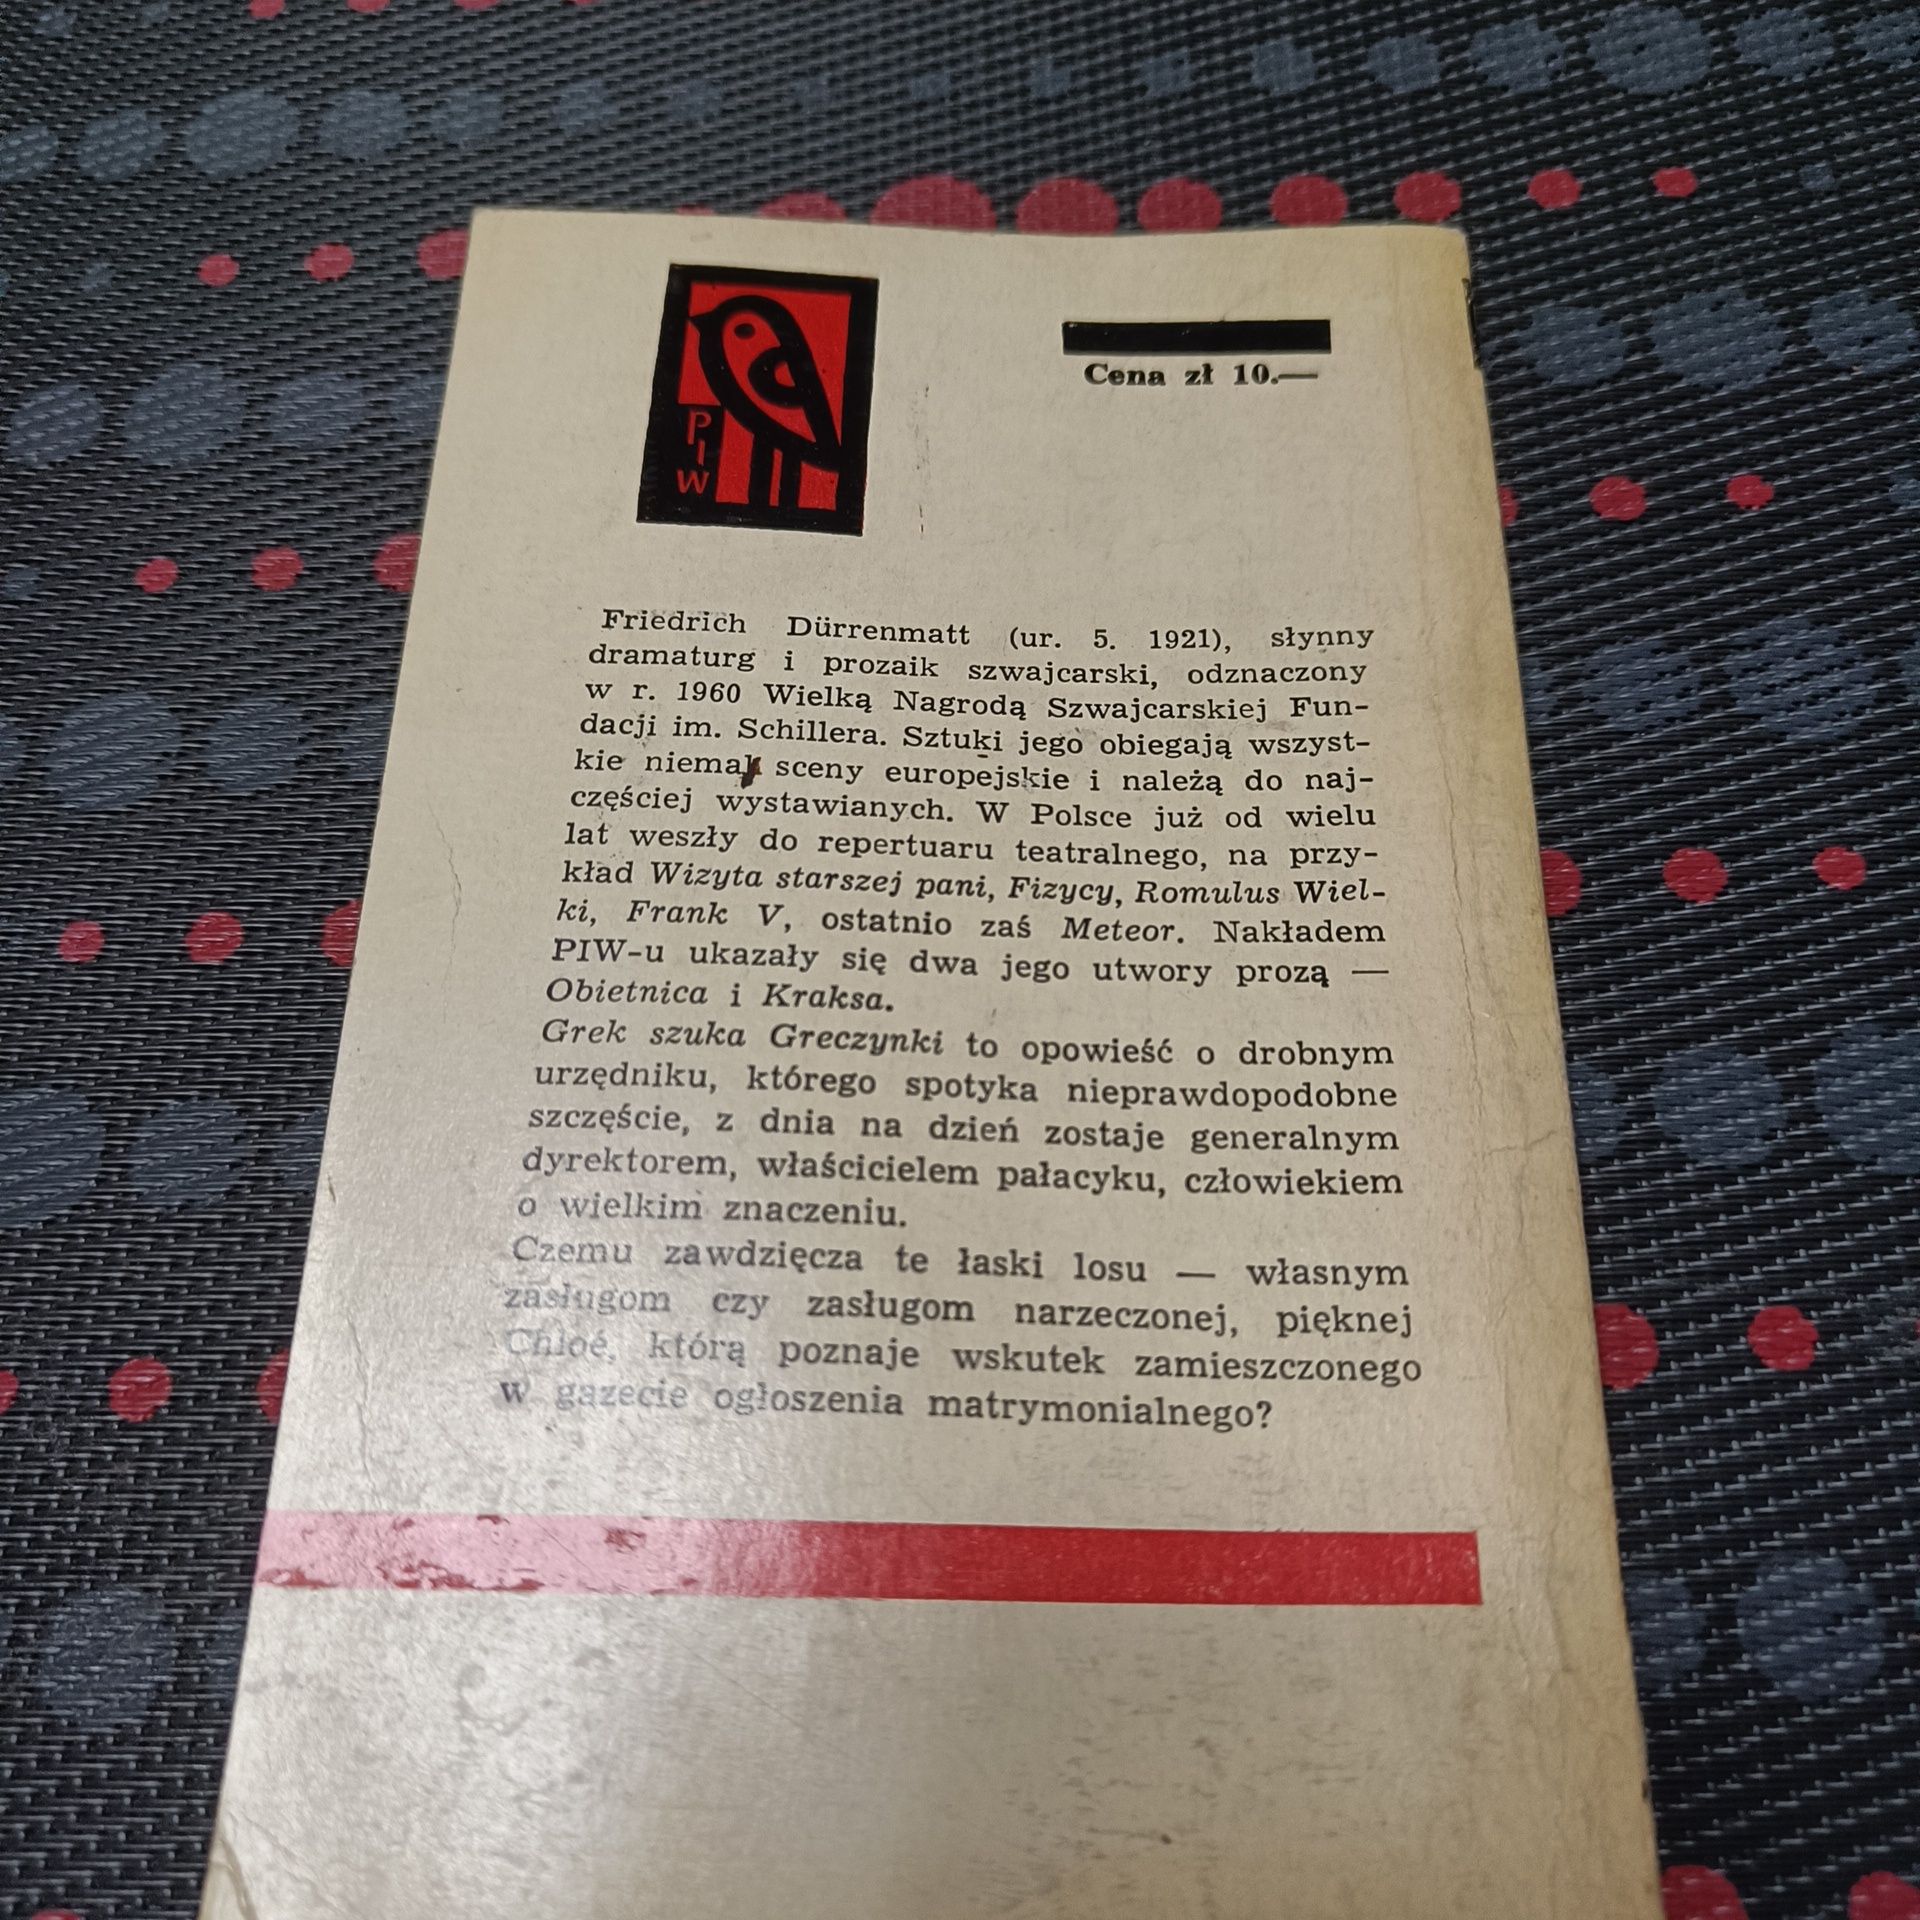 PIW
Cena zł 10.—
Friedrich Dürrenmatt (ur. 5. 1921), słynny
dramaturg i prozaik szwajcarski, odznaczony
w r. 1960 Wielką Nagrodą Szwajcarskiej Fun-
dacji im. Schillera. Sztuki jego obiegają wszyst-
kie niemal sceny europejskie i należą do naj-
częściej wystawianych. W Polsce już od wielu
lat weszły do repertuaru teatralnego, na przy-
kład Wizyta starszej pani, Fizycy, Romulus Wiel-
ki, Frank V, ostatnio zaś Meteor. Nakładem
PIW-u ukazały się dwa jego utwory prozą —
Obietnica i Kraksa.
Grek szuka Greczynki to opowieść o drobnym
urzędniku, którego spotyka nieprawdopodobne
szczęście, z dnia na dzień zostaje generalnym
dyrektorem, właścicielem pałacyku, człowiekiem
o wielkim znaczeniu.
Czemu zawdzięcza te łaski losu — własnym
zasługom czy zasługom narzeczonej, pięknej
Chloé, którą poznaje wskutek zamieszczonego
w gazecie ogłoszenia matrymonialnego?